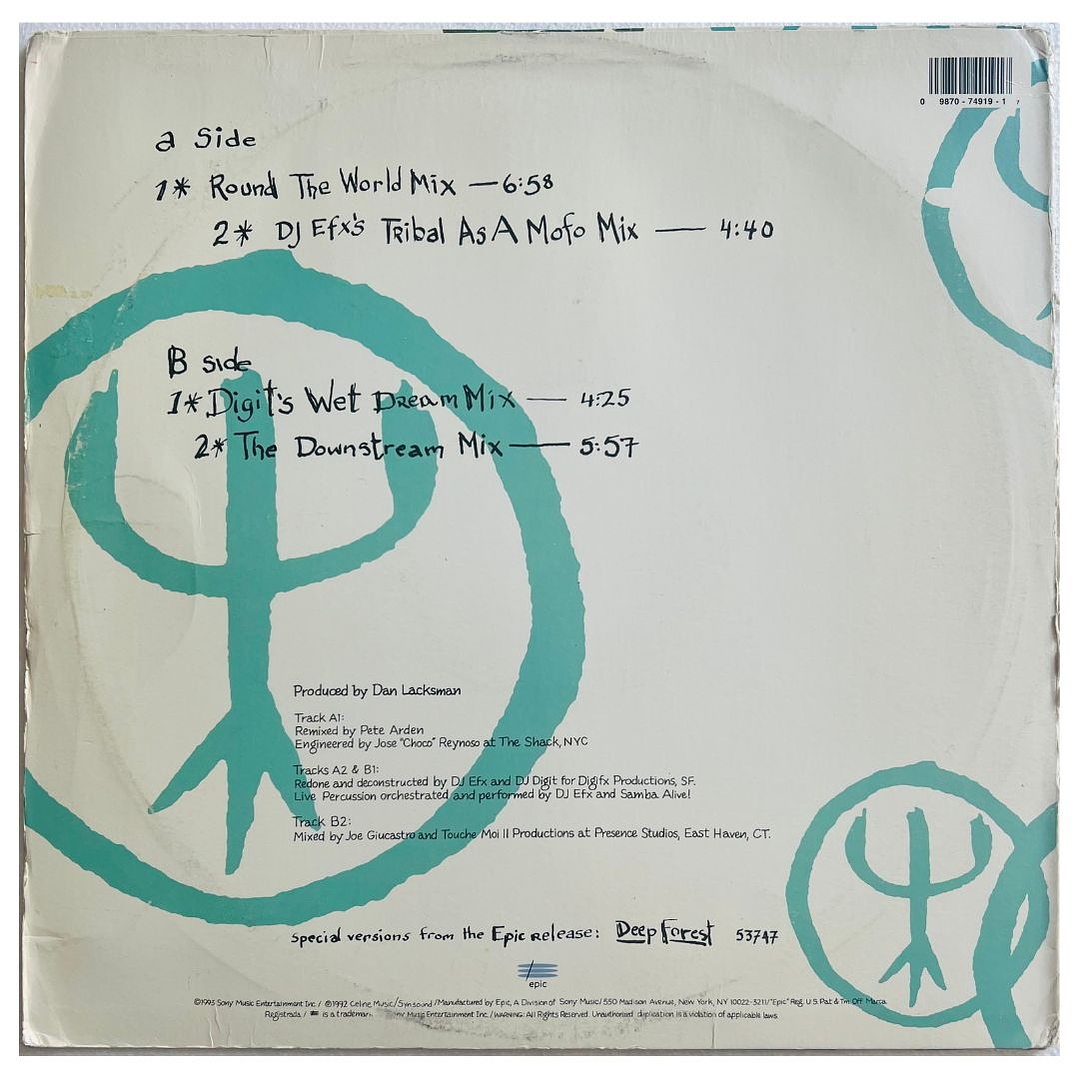 0 9870-74919-1 7
a Side
1* Round The World Mix — 6:58
2* DJ Efx's Tribal As A Mofo Mix — 4:40
B side
1* Digit's Wet Dream Mix — 4:25
2* The Downstream Mix — 5:57
Produced by Dan Lacksman
Track A1:
Remixed by Pete Arden
Engineered by Jose "Choco" Reynoso at The Shack, NYC
Tracks A2 & B1:
Redone and deconstructed by DJ Efx and DJ Digit for Digifx Productions, SF.
Live Percussion orchestrated and performed by DJ Efx and Samba Alive!
Track B2:
Mixed by Joe Giucastro and Touche Moi II Productions at Presence Studios, East Haven, CT.
special versions from the Epic Release: Deep Forest 53747
epic
©1993 Sony Music Entertainment Inc. / ℗1992 Celine Music/Synsound /Manufactured by Epic, A Division of Sony Music/550 Madison Avenue, New York, NY 10022-3211/"Epic" Reg. U.S. Pat. & Tm. Off. Marca
Registrada / is a trademar Music Entertainment Inc. / WARNING: All Rights Reserved. Unauthorized duplication is a violation of applicable laws.